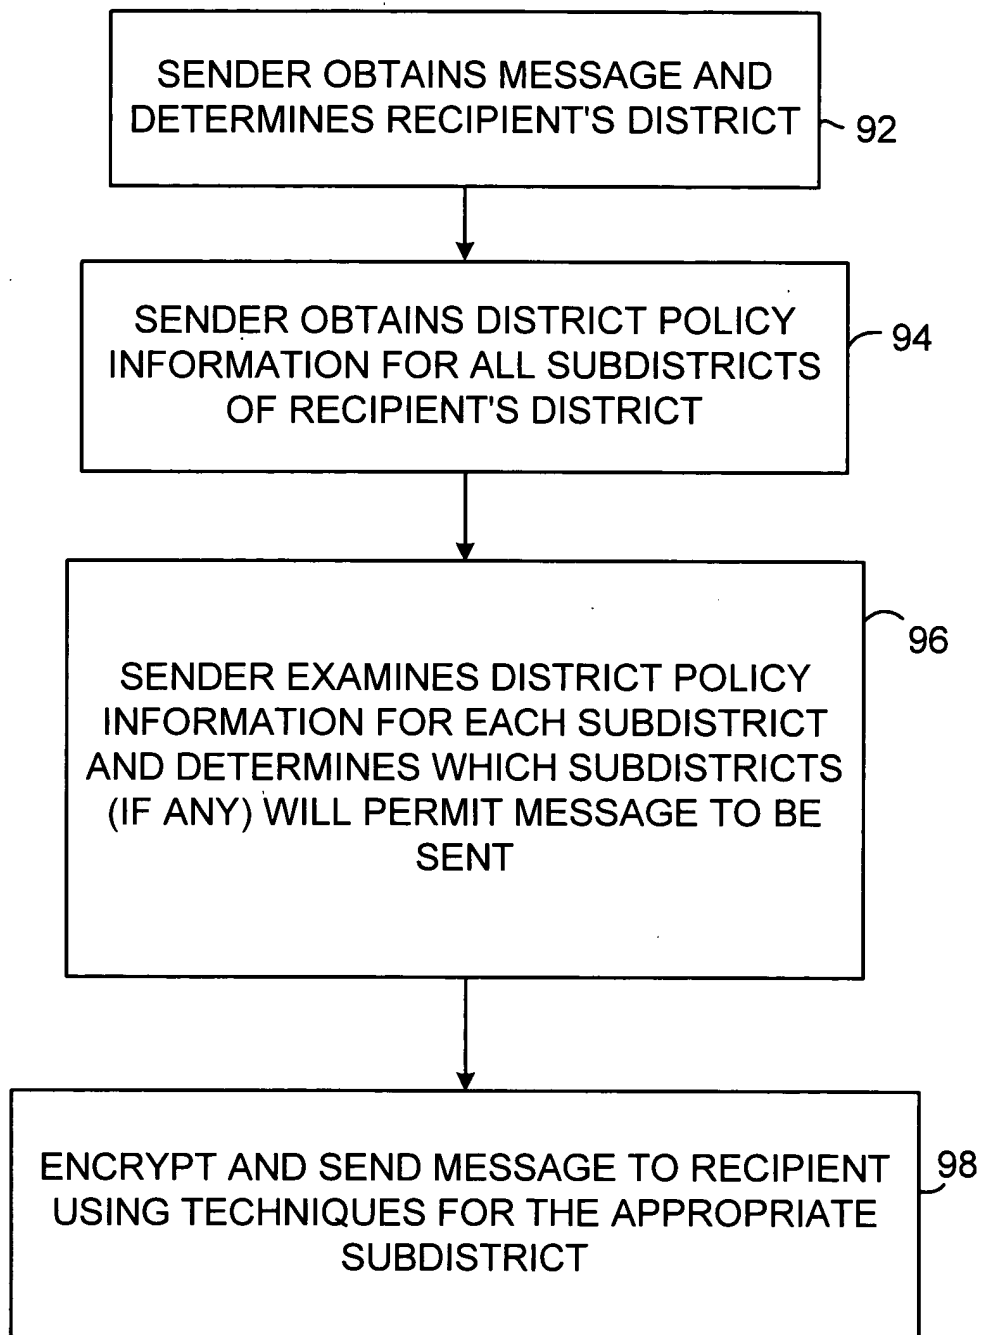 SENDER OBTAINS MESSAGE AND
DETERMINES RECIPIENT'S DISTRICT
92
SENDER OBTAINS DISTRICT POLICY
INFORMATION FOR ALL SUBDISTRICTS
OF RECIPIENT'S DISTRICT
94
SENDER EXAMINES DISTRICT POLICY
INFORMATION FOR EACH SUBDISTRICT
AND DETERMINES WHICH SUBDISTRICTS
(IF ANY) WILL PERMIT MESSAGE TO BE
SENT
96
ENCRYPT AND SEND MESSAGE TO RECIPIENT
USING TECHNIQUES FOR THE APPROPRIATE
SUBDISTRICT
98